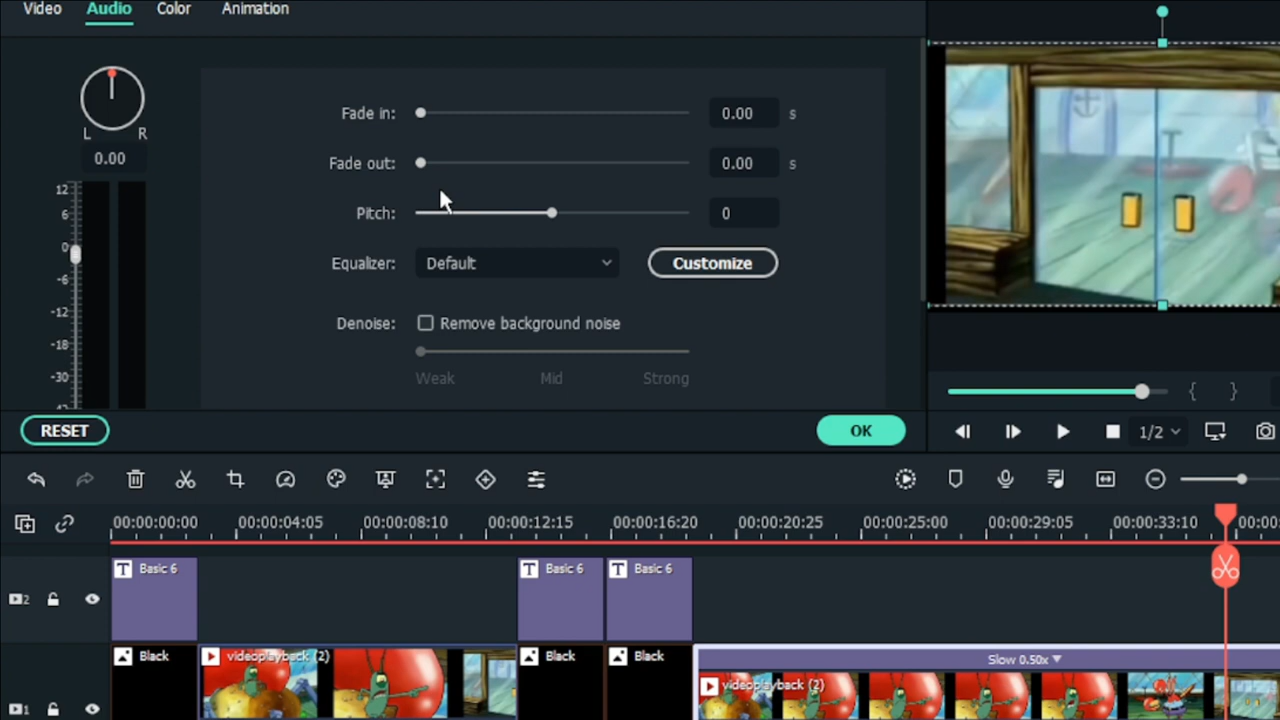 Video Audio Color Animation
Fade in: 0.00 s
L R
0.00
Fade out: 0.00 s
12
6
0
-6
-12
-18
-30
Pitch: 0
Equalizer: Default Customize
Denoise: Remove background noise
Weak Mid Strong
RESET OK
1/2
00:00:00:00 00:00:04:05 00:00:08:10 00:00:12:15 00:00:16:20 00:00:20:25 00:00:25:00 00:00:29:05 00:00:33:10 00:00
2 T Basic 6 T Basic 6 T Basic 6
Black videoplayback (2) Black Black Slow 0.50x
videoplayback (2)
1